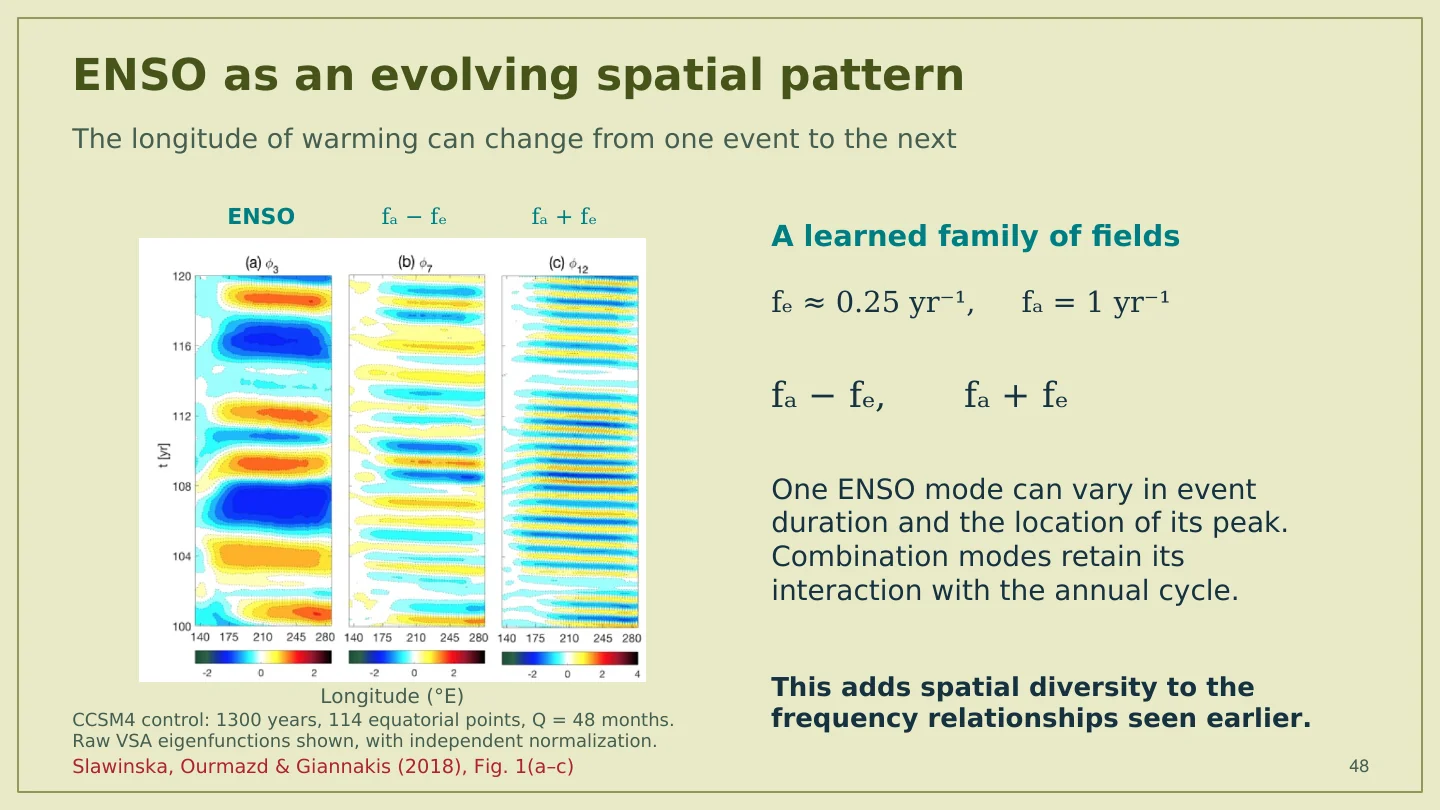 ENSO as an evolving spatial pattern
The longitude of warming can change from one event to the next
ENSO fₐ − fₑ fₐ + fₑ
(a) ϕ3 (b) ϕ7 (c) ϕ12
120
116
112
t [yr]
108
104
100
140 175 210 245 280 140 175 210 245 280 140 175 210 245 280
-2 0 2 -2 0 2 -2 0 2 4
Longitude (°E)
CCSM4 control: 1300 years, 114 equatorial points, Q = 48 months.
Raw VSA eigenfunctions shown, with independent normalization.
Slawinska, Ourmazd & Giannakis (2018), Fig. 1(a–c)
A learned family of fields
fₑ ≈ 0.25 yr⁻¹, fₐ = 1 yr⁻¹
fₐ − fₑ, fₐ + fₑ
One ENSO mode can vary in event
duration and the location of its peak.
Combination modes retain its
interaction with the annual cycle.
This adds spatial diversity to the
frequency relationships seen earlier.
48